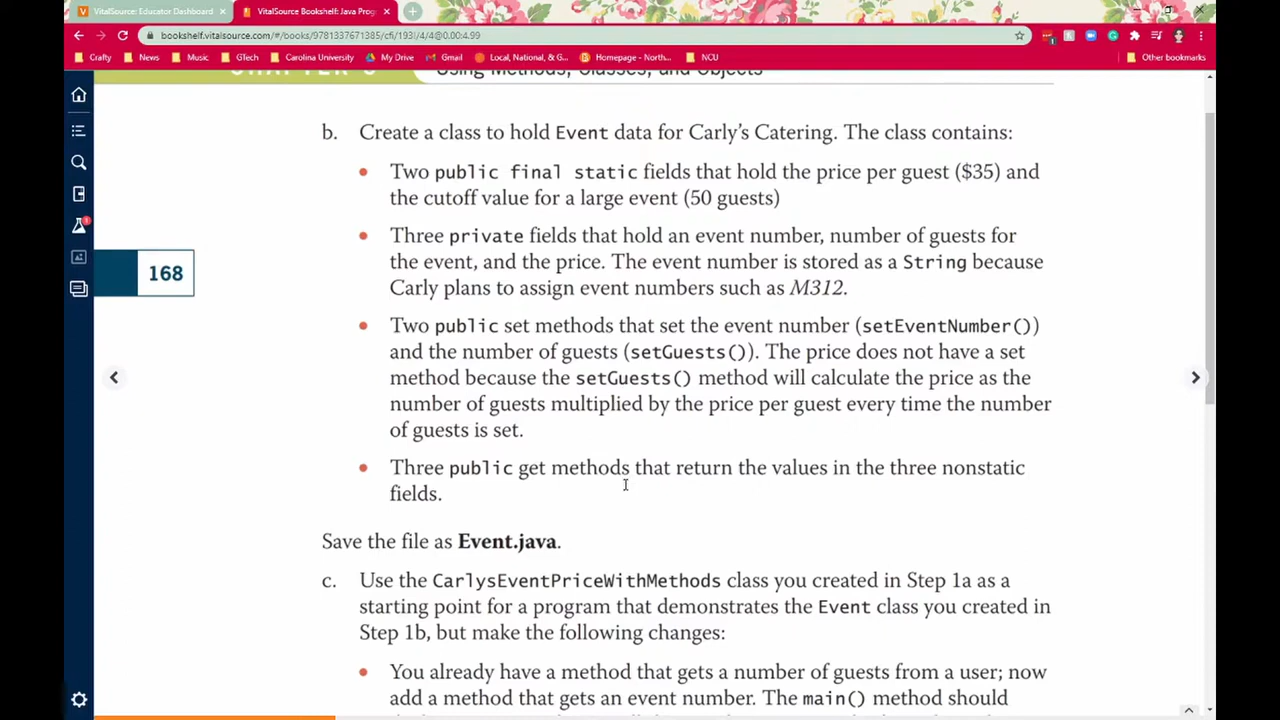 VitalSource: Educator Dashboard
VitalSource Bookshelf: Java Prog
bookshelf.vitalsource.com/#/books/9781337671385/cfi/193!/4/4@0.00:4.99
Crafty
News
Music
GTech
Carolina University
My Drive
Gmail
Local, National, & G...
Homepage - North...
NCU
Other bookmarks
Using Methods, Classes, and Objects
b. Create a class to hold Event data for Carly's Catering. The class contains:
• Two public final static fields that hold the price per guest ($35) and
the cutoff value for a large event (50 guests)
• Three private fields that hold an event number, number of guests for
the event, and the price. The event number is stored as a String because
Carly plans to assign event numbers such as M312.
168
• Two public set methods that set the event number (setEventNumber())
and the number of guests (setGuests()). The price does not have a set
method because the setGuests() method will calculate the price as the
number of guests multiplied by the price per guest every time the number
of guests is set.
• Three public get methods that return the values in the three nonstatic
fields.
Save the file as Event.java.
c. Use the CarlysEventPriceWithMethods class you created in Step 1a as a
starting point for a program that demonstrates the Event class you created in
Step 1b, but make the following changes:
• You already have a method that gets a number of guests from a user; now
add a method that gets an event number. The main() method should